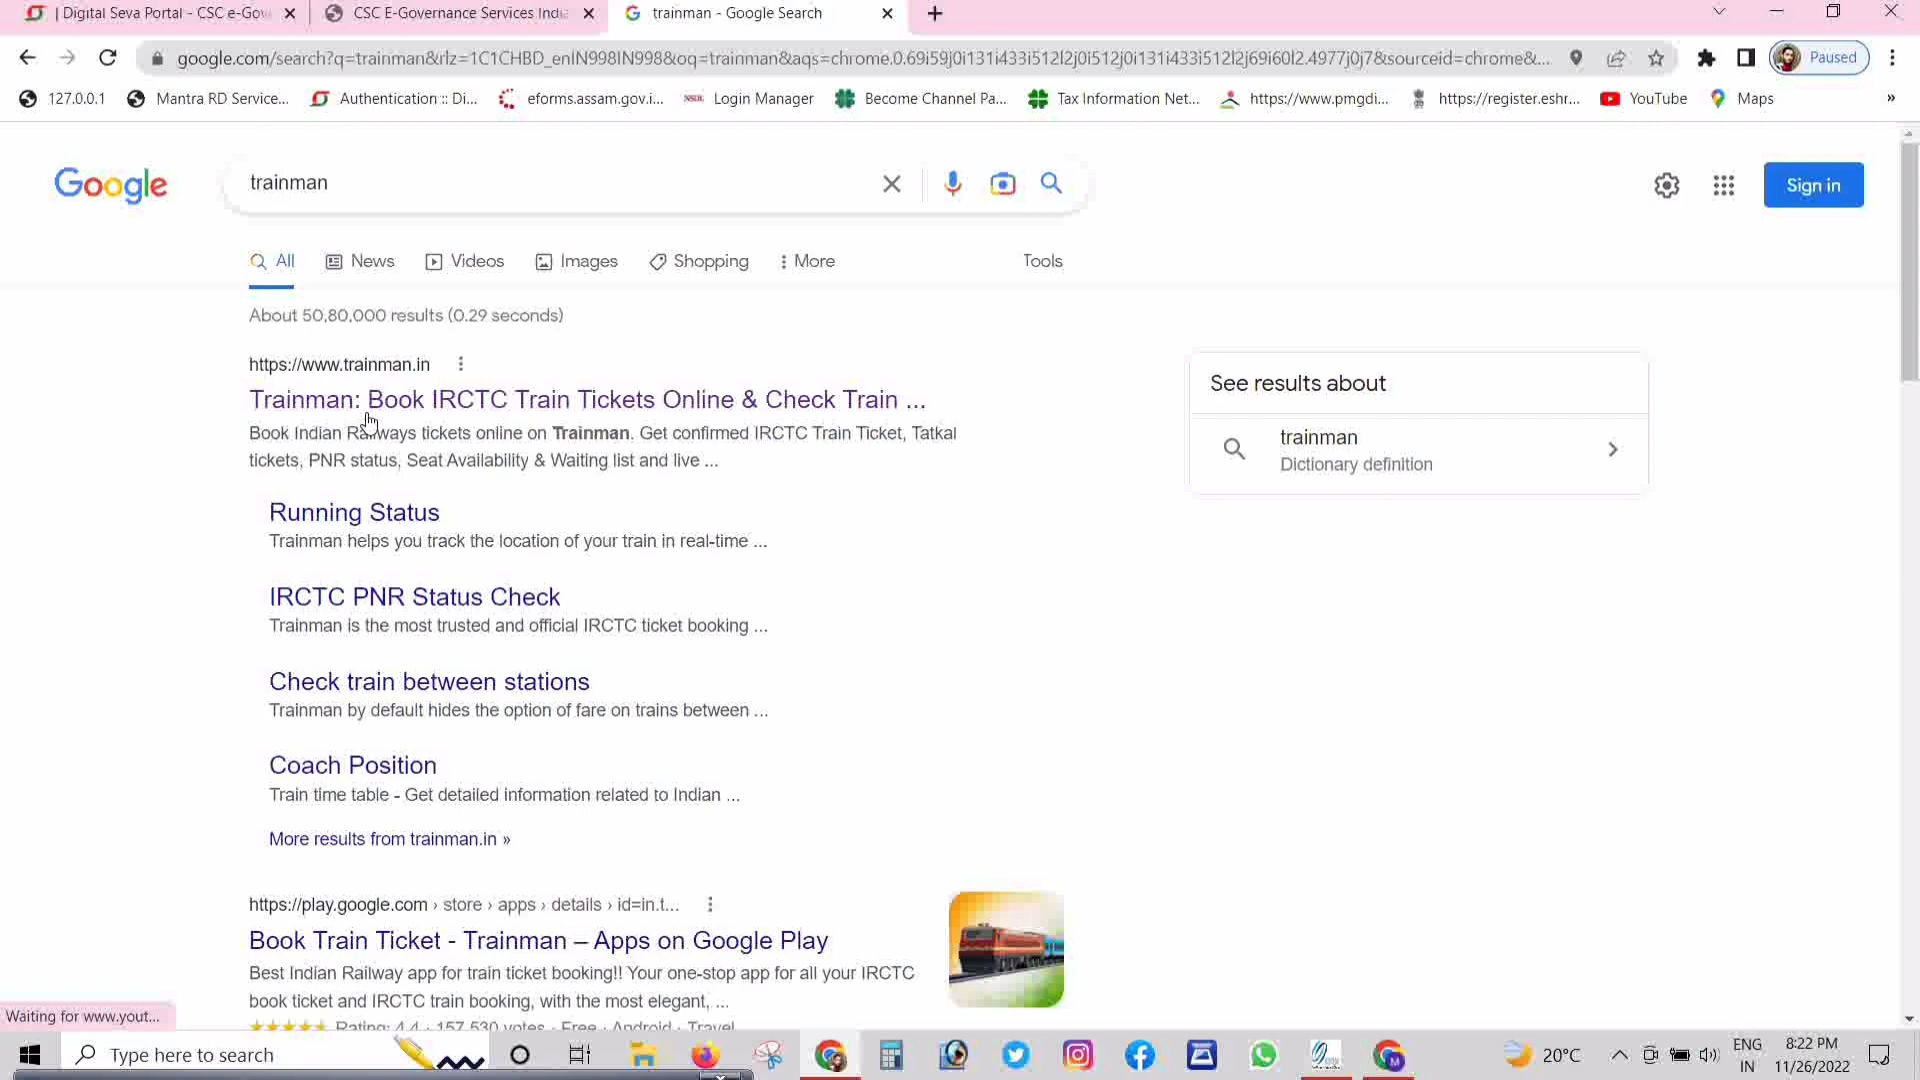 | Digital Seva Portal - CSC e-Gov
CSC E-Governance Services India
trainman - Google Search
google.com/search?q=trainman&rlz=1C1CHBD_enIN998IN998&oq=trainman&aqs=chrome.0.69i59j0i131i433i512l2j0i512j0i131i433i512l2j69i60l2.4977j0j7&sourceid=chrome&...
Paused
127.0.0.1
Mantra RD Service...
Authentication :: Di...
eforms.assam.gov.i...
NSDL Login Manager
Become Channel Pa...
Tax Information Net...
https://www.pmgdi...
https://register.eshr...
YouTube
Maps
»
Google
trainman
Sign in
All
News
Videos
Images
Shopping
More
Tools
About 50,80,000 results (0.29 seconds)
https://www.trainman.in
Trainman: Book IRCTC Train Tickets Online & Check Train ...
Book Indian Railways tickets online on Trainman. Get confirmed IRCTC Train Ticket, Tatkal
tickets, PNR status, Seat Availability & Waiting list and live ...
See results about
trainman
Dictionary definition
Running Status
Trainman helps you track the location of your train in real-time ...
IRCTC PNR Status Check
Trainman is the most trusted and official IRCTC ticket booking ...
Check train between stations
Trainman by default hides the option of fare on trains between ...
Coach Position
Train time table - Get detailed information related to Indian ...
More results from trainman.in »
https://play.google.com › store › apps › details › id=in.t...
Book Train Ticket - Trainman – Apps on Google Play
Best Indian Railway app for train ticket booking!! Your one-stop app for all your IRCTC
book ticket and IRCTC train booking, with the most elegant, ...
Rating: 4.4 · 157,530 votes · Free · Android · Travel
Waiting for www.yout...
Type here to search
20°C
ENG
IN
8:22 PM
11/26/2022